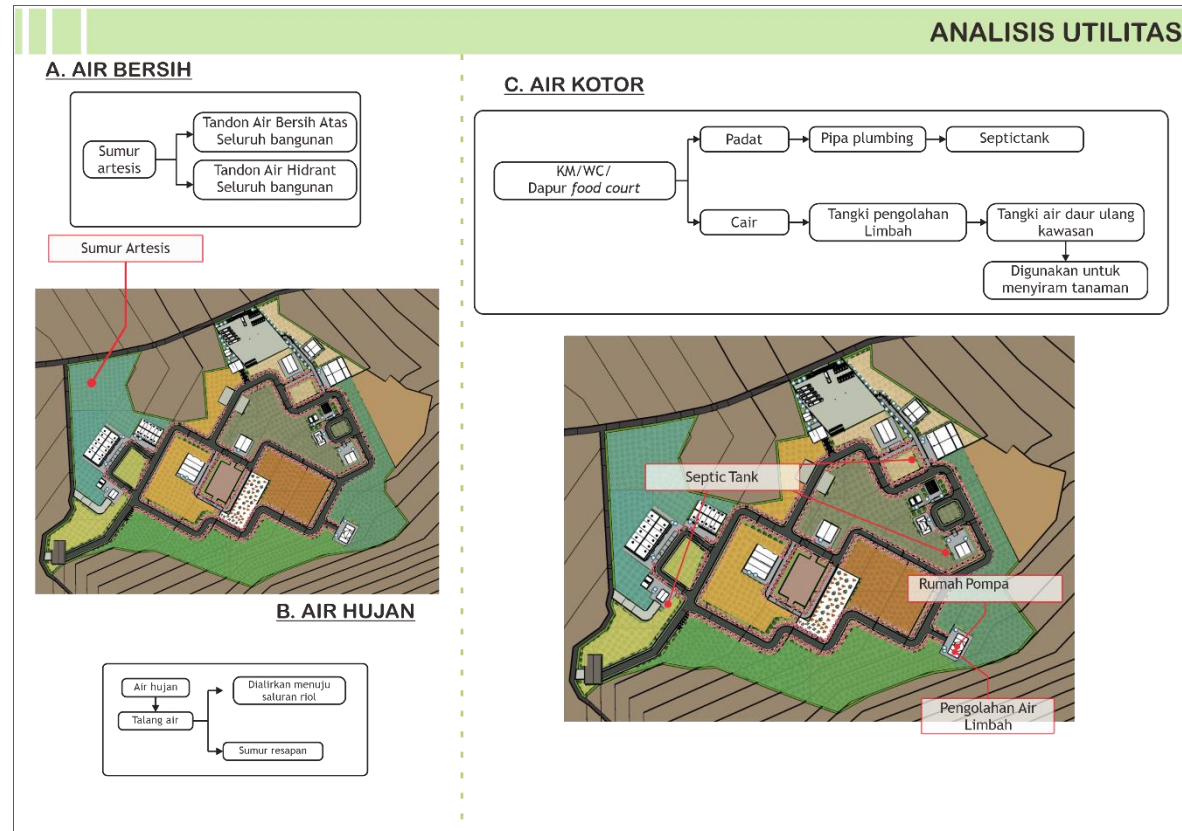 ANALISIS UTILITAS
A. AIR BERSIH
Sumur
artesis
Tandon Air Bersih Atas
Seluruh bangunan
Tandon Air Hidrant
Seluruh bangunan
Sumur Artesis
B. AIR HUJAN
Air hujan
Talang air
Dialirkan menuju
saluran riol
Sumur resapan
C. AIR KOTOR
KM/WC/
Dapur food court
Padat
Pipa plumbing
Septictank
Cair
Tangki pengolahan
Limbah
Tangki air daur ulang
kawasan
Digunakan untuk
menyiram tanaman
Septic Tank
Rumah Pompa
Pengolahan Air
Limbah